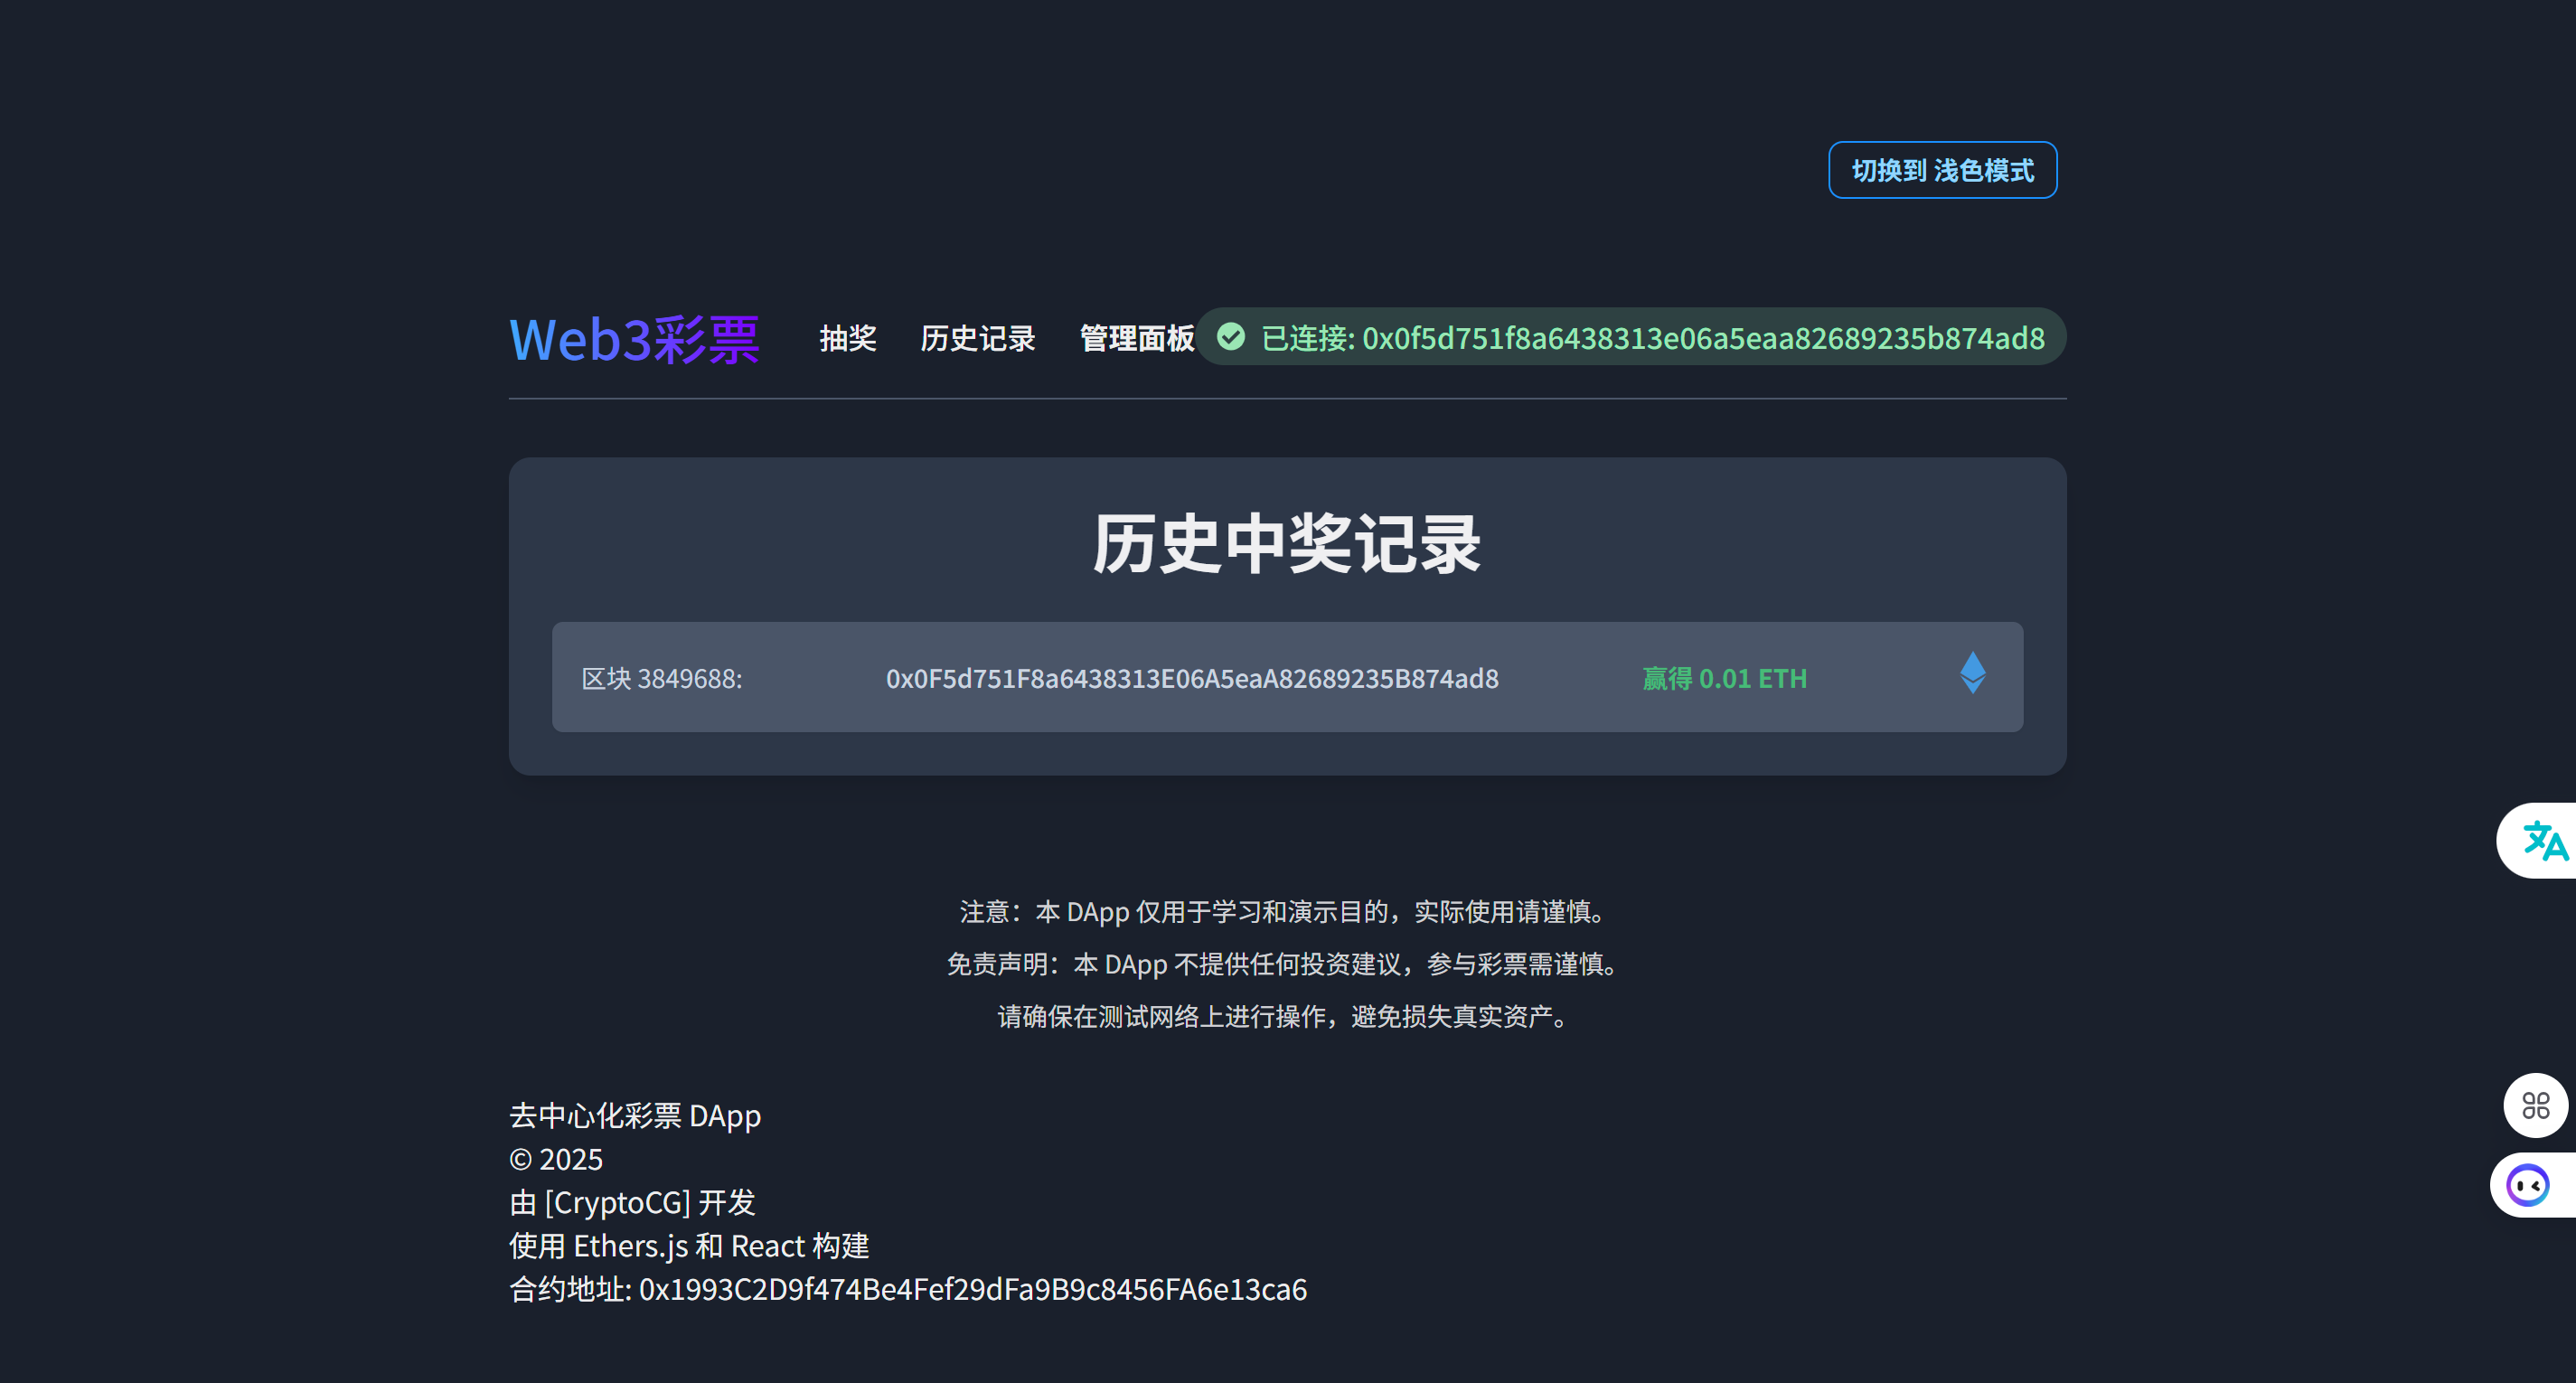 切换到 浅色模式
Web3彩票 抽奖 历史记录 管理面板 已连接: 0x0f5d751f8a6438313e06a5eaa82689235b874ad8
历史中奖记录
区块 3849688: 0x0F5d751F8a6438313E06A5eaA82689235B874ad8 赢得 0.01 ETH
注意：本 DApp 仅用于学习和演示目的，实际使用请谨慎。
免责声明：本 DApp 不提供任何投资建议，参与彩票需谨慎。
请确保在测试网络上进行操作，避免损失真实资产。
去中心化彩票 DApp
© 2025
由 [CryptoCG] 开发
使用 Ethers.js 和 React 构建
合约地址: 0x1993C2D9f474Be4Fef29dFa9B9c8456FA6e13ca6